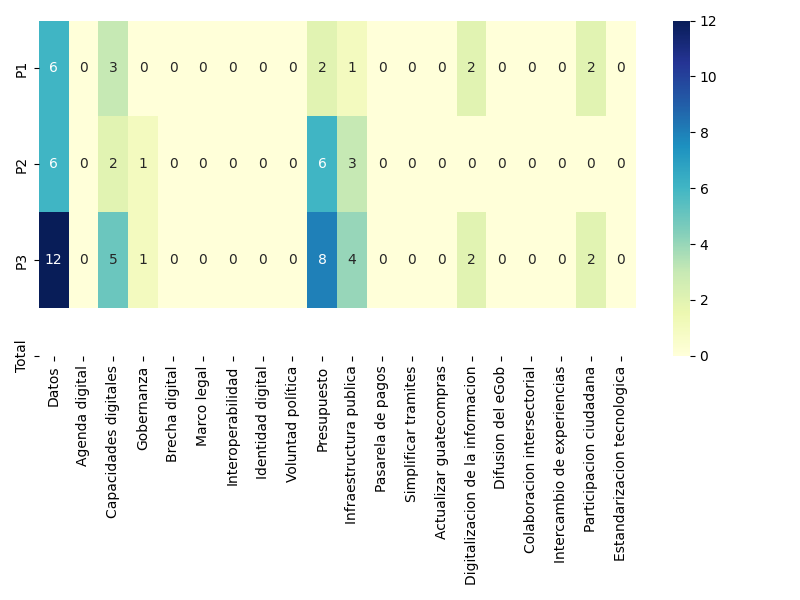 P1 6 0 3 0 0 0 0 0 0 2 1 0 0 0 2 0 0 0 2 0
P2 6 0 2 1 0 0 0 0 0 6 3 0 0 0 0 0 0 0 0 0
P3 12 0 5 1 0 0 0 0 0 8 4 0 0 0 2 0 0 0 2 0
Total
Datos
Agenda digital
Capacidades digitales
Gobernanza
Brecha digital
Marco legal
Interoperabilidad
Identidad digital
Voluntad politica
Presupuesto
Infraestructura publica
Pasarela de pagos
Simplificar tramites
Actualizar guatecompras
Digitalizacion de la informacion
Difusion del eGob
Colaboracion intersectorial
Intercambio de experiencias
Participacion ciudadana
Estandarizacion tecnologica
12
10
8
6
4
2
0